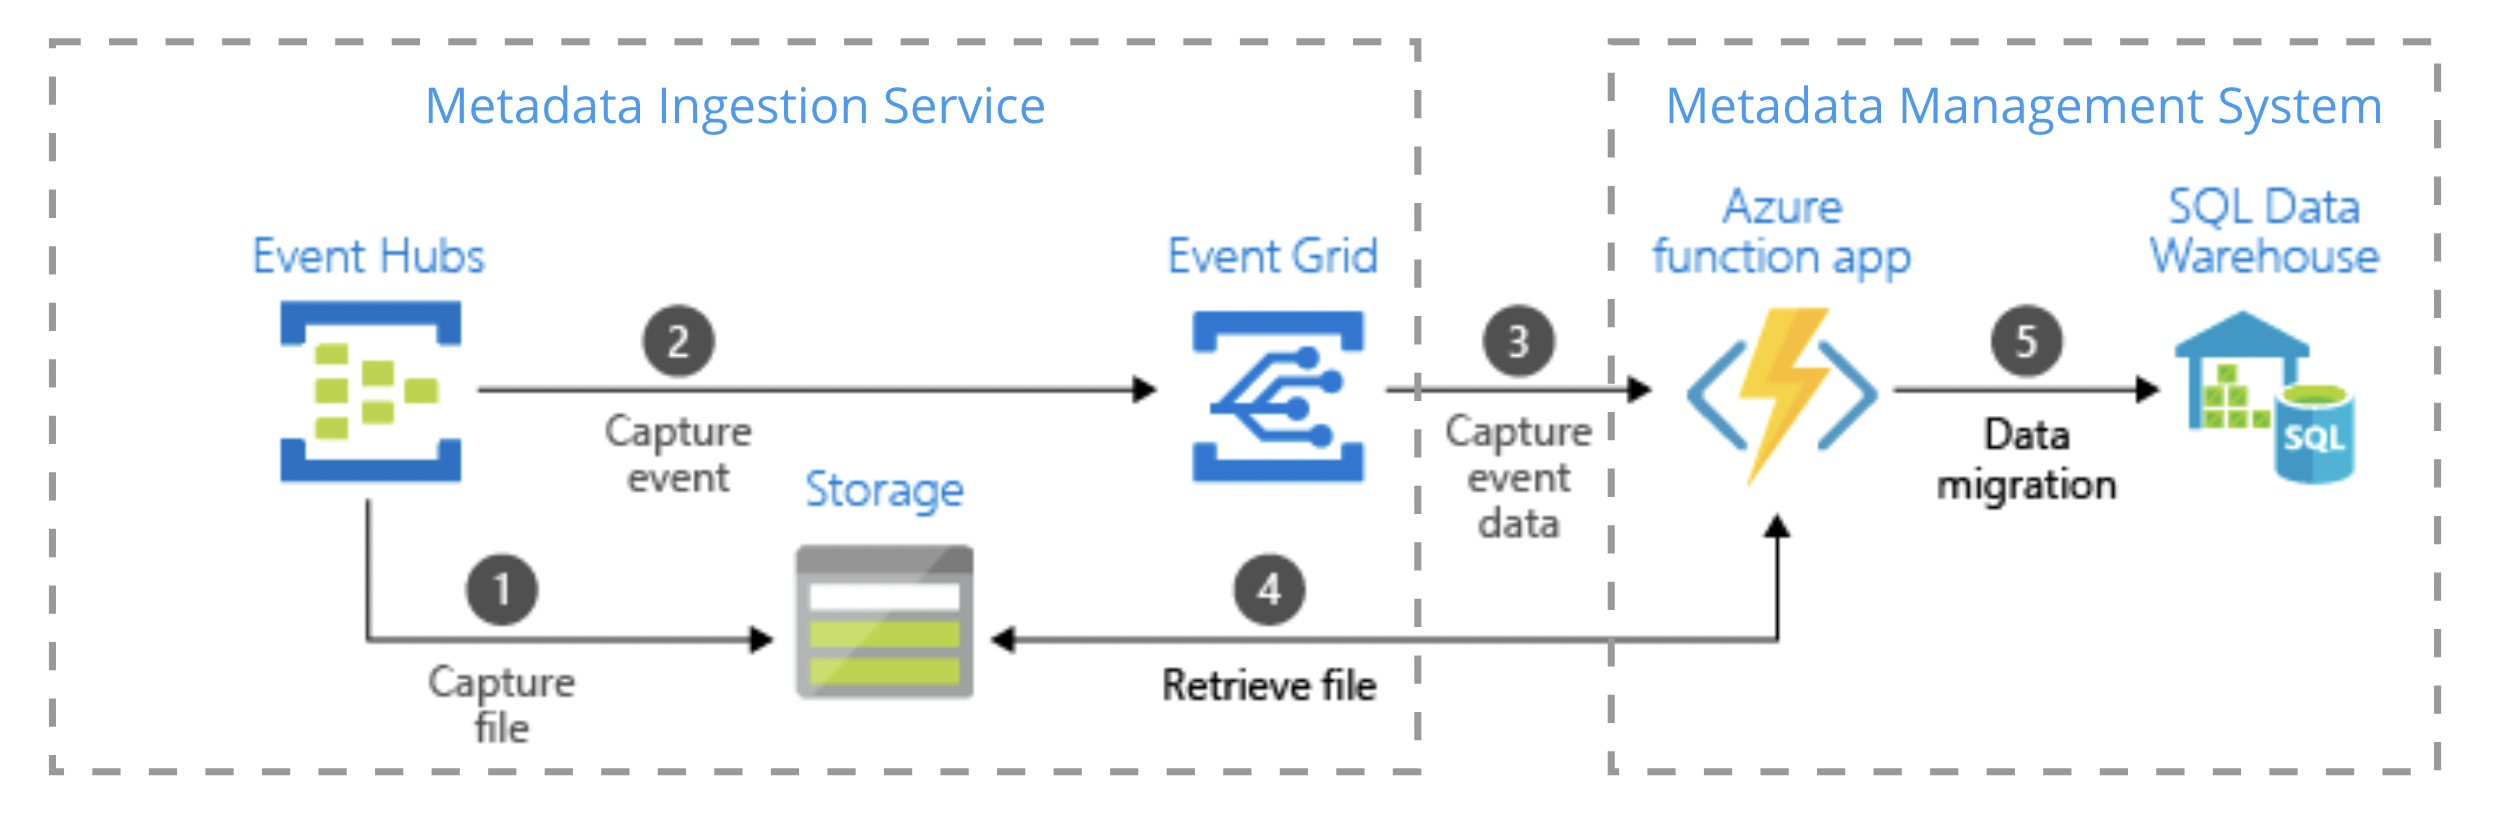 Metadata Ingestion Service
Metadata Management System
Event Hubs
Event Grid
Azure
function app
SQL Data
Warehouse
2
Capture
event
3
Capture
event
data
5
Data
migration
SQL
Storage
1
Capture
file
4
Retrieve file